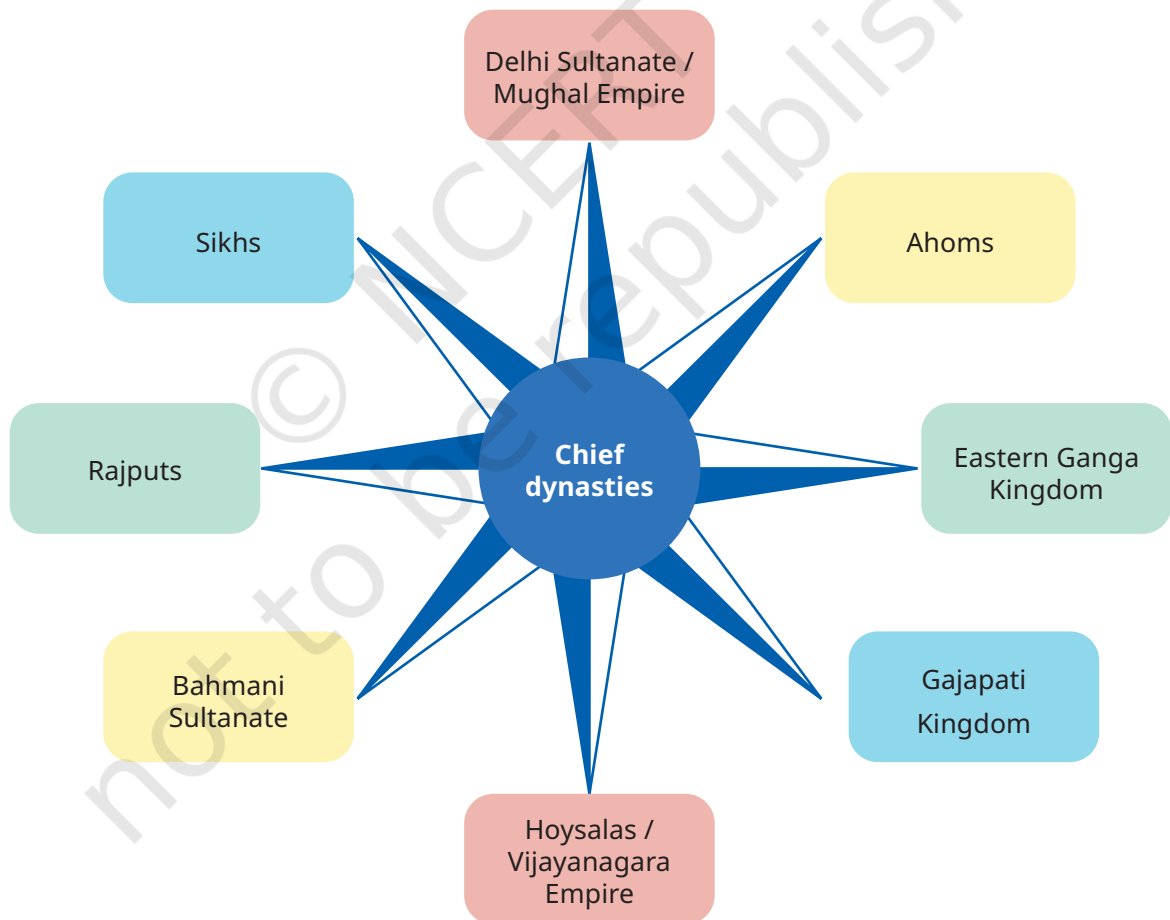 Delhi Sultanate /
Mughal Empire
Sikhs
Ahoms
Rajputs
Chief
dynasties
Eastern Ganga
Kingdom
Bahmani
Sultanate
Gajapati
Kingdom
Hoysalas /
Vijayanagara
Empire
© NCERT
not to be republish